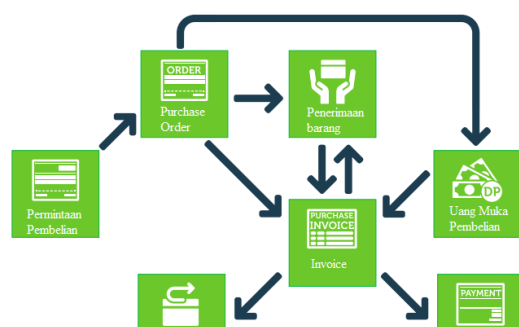 ORDER
Purchase
Order
Penerimaan
barang
Permintaan
Pembelian
DP
Uang Muka
Pembelian
PURCHASE
INVOICE
Invoice
PAYMENT